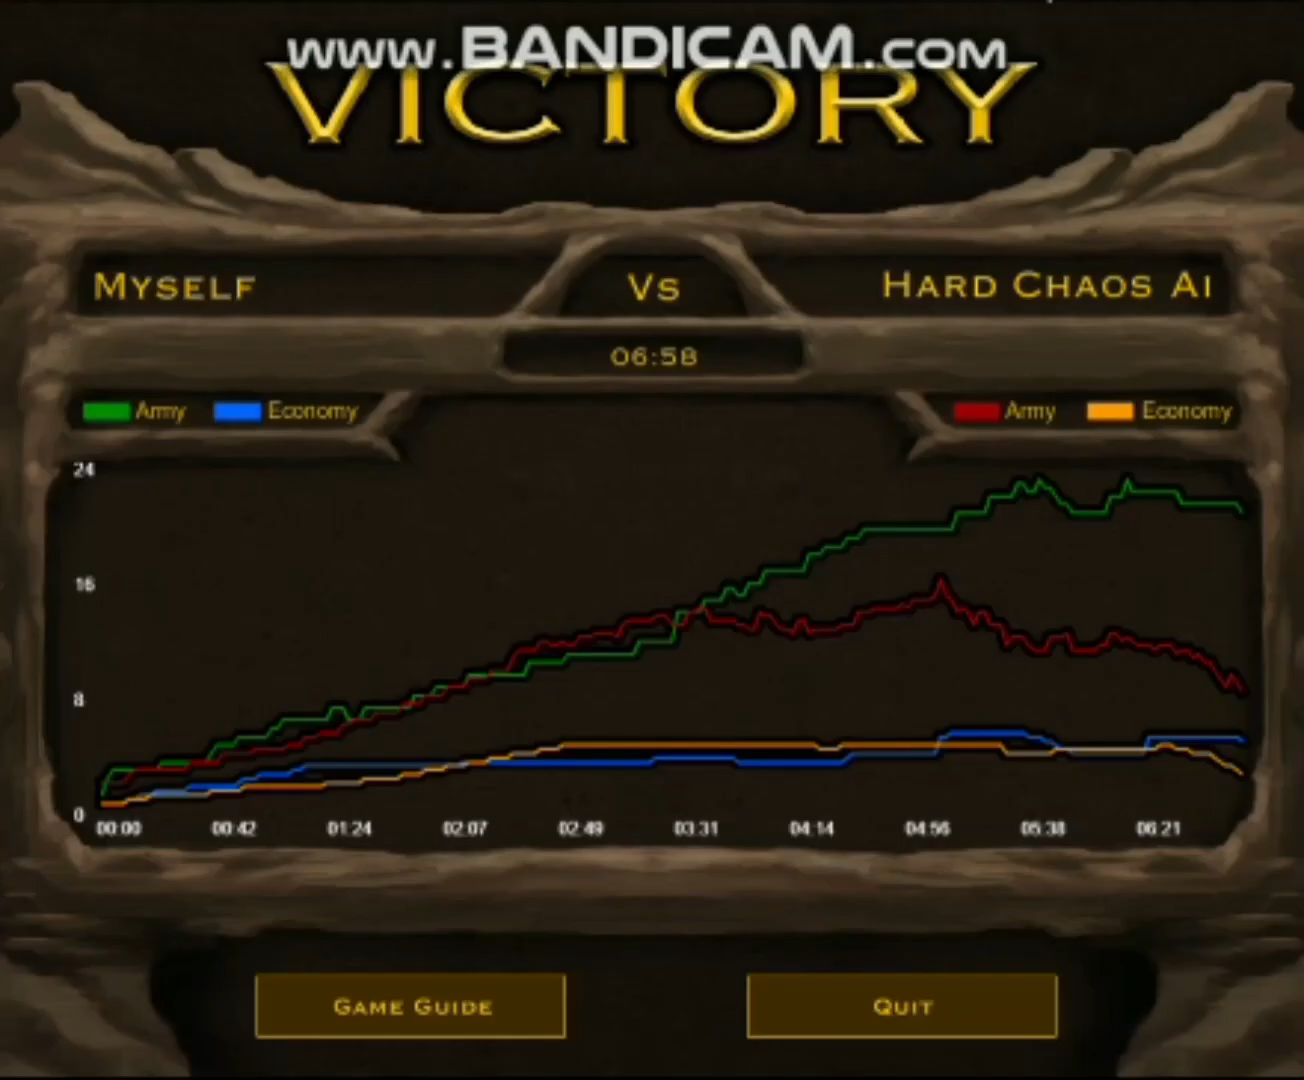 www.BANDICAM.com
VICTORY
MYSELF Vs HARD CHAOS AI
06:58
Army Economy Army Economy
24
16
8
0
00:00 00:42 01:24 02:07 02:49 03:31 04:14 04:56 05:38 06:21
GAME GUIDE QUIT